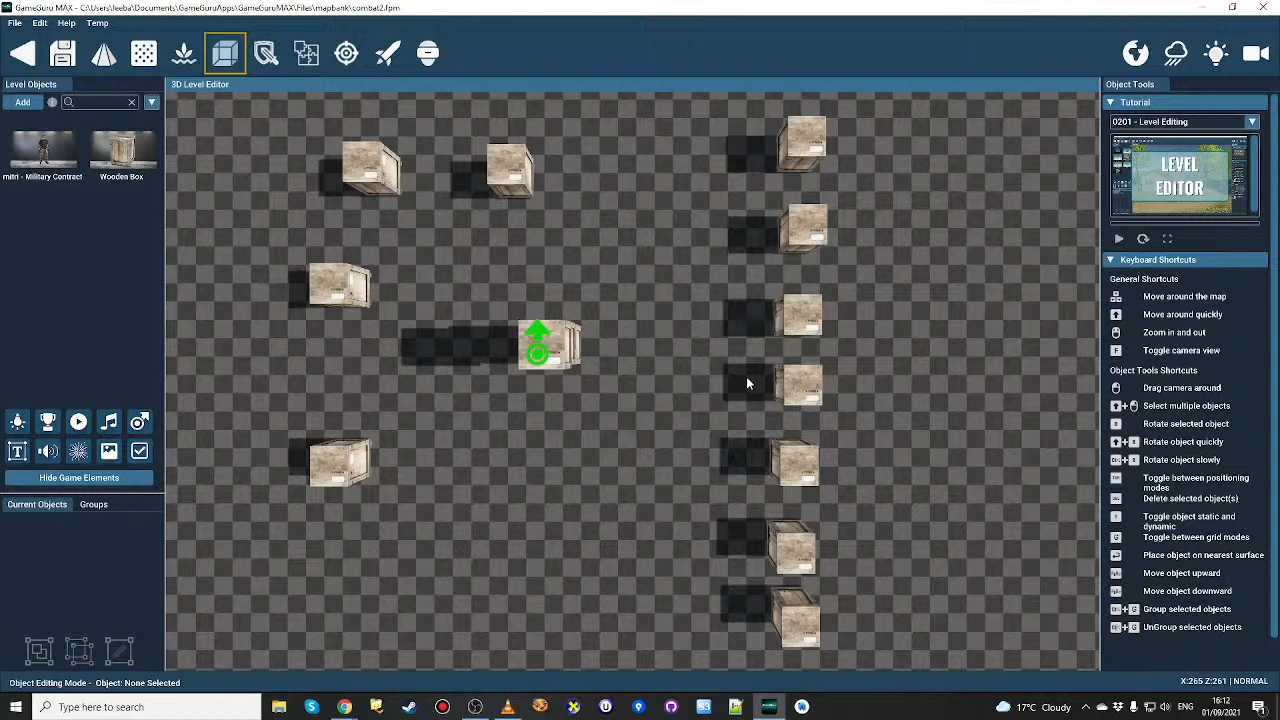 GameGuru MAX - C:\Users\leeba\Documents\GameGuruApps\GameGuruMAX\Files\mapbank\combat2.fpm
File Edit Help Temp
Level Objects
3D Level Editor
Object Tools
Add
mitri - Military Contract
Wooden Box
Hide Game Elements
Current Objects Groups
Tutorial
0201 - Level Editing
LEVEL
EDITOR
Keyboard Shortcuts
General Shortcuts
Move around the map
Move around quickly
Zoom in and out
F Toggle camera view
Object Tools Shortcuts
Drag camera around
+ Select multiple objects
Rotate selected object
+ Rotate object quickly
+ Rotate object slowly
Toggle between positioning
modes
Delete selected object(s)
Toggle object static and
dynamic
G Toggle between grid modes
Place object on nearest surface
Move object upward
Move object downward
+ G Group selected objects
+ G UnGroup selected objects
Object Editing Mode - Object: None Selected
X:265 Z:261 | NORMAL
Type here to search
17°C Cloudy
ENG
16:12
01/09/2021